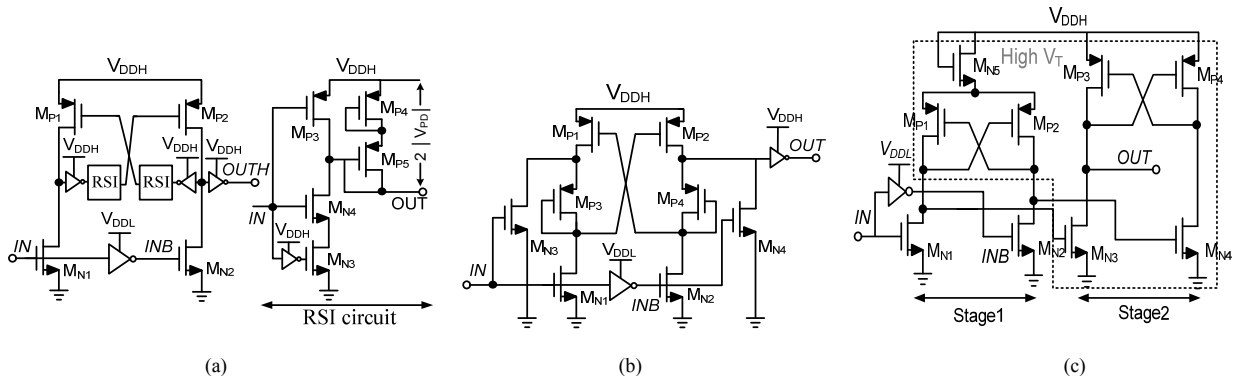 V_DDH
M_P1
M_P2
V_DDH
RSI
RSI
V_DDH
V_DDH
OUTH
V_DDL
IN
INB
M_N1
M_N2
V_DDH
M_P3
M_P4
M_P5
2 |V_PD|
OUT
IN
M_N4
V_DDH
M_N3
RSI circuit
(a)
V_DDH
M_P1
M_P2
V_DDH
OUT
M_P3
M_P4
M_N3
M_N4
V_DDL
IN
M_N1
INB
M_N2
(b)
V_DDH
High V_T
M_N5
M_P3
M_P4
M_P1
M_P2
V_DDL
OUT
IN
M_N1
INB
M_N2
M_N3
M_N4
Stage1
Stage2
(c)